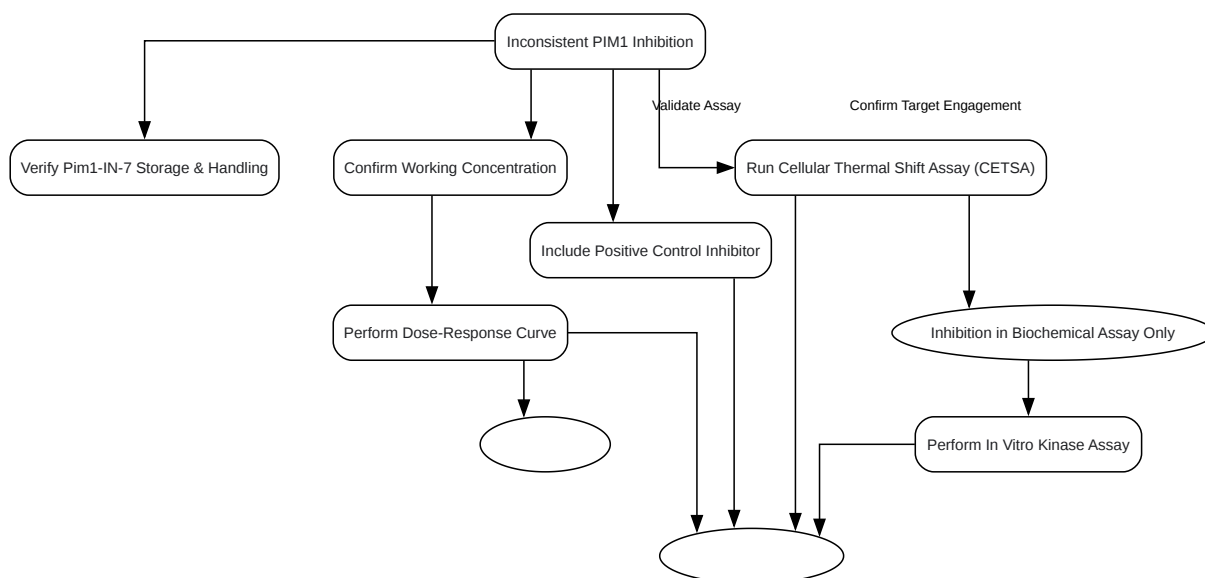 Inconsistent PIM1 Inhibition
Validate Assay
Confirm Target Engagement
Verify Pim1-IN-7 Storage & Handling
Confirm Working Concentration
Run Cellular Thermal Shift Assay (CETSA)
Include Positive Control Inhibitor
Perform Dose-Response Curve
Inhibition in Biochemical Assay Only
Perform In Vitro Kinase Assay